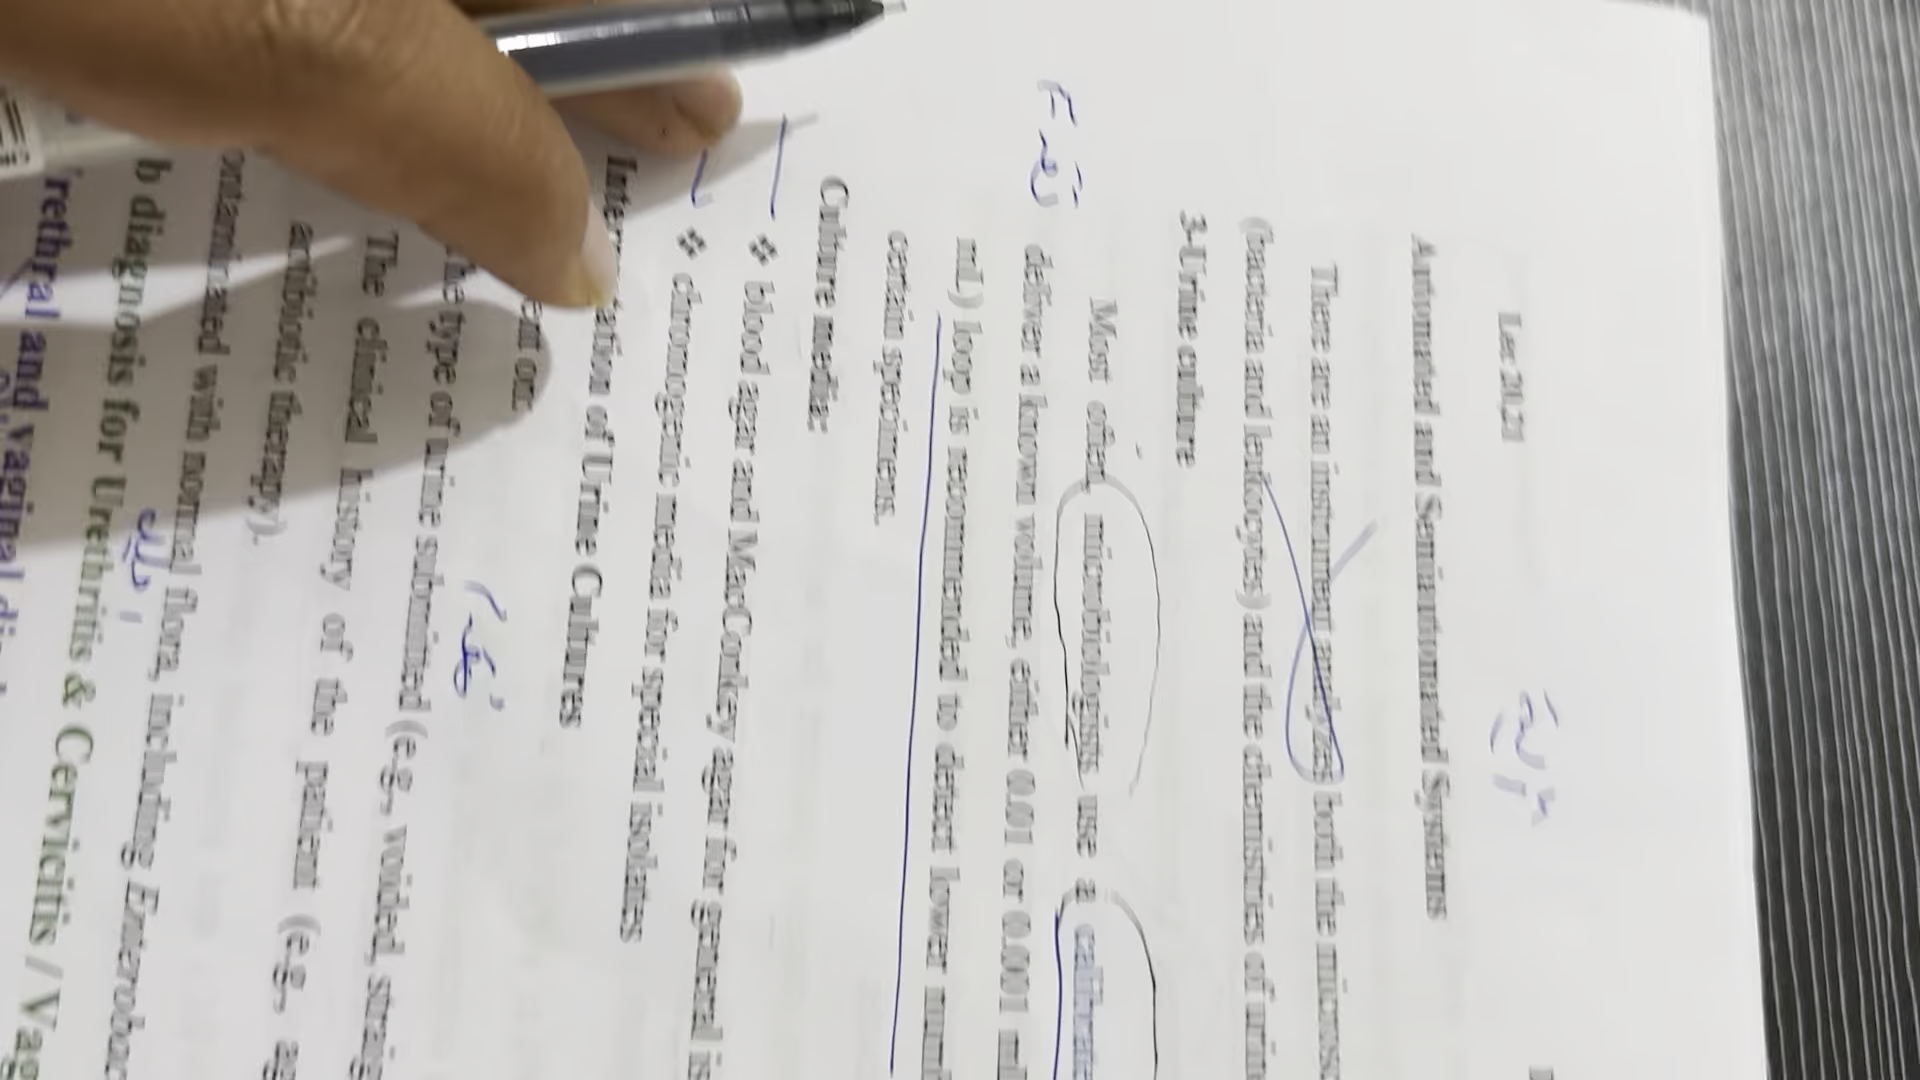 Lec 20,21
Automated and Semiautomated Systems
There are an instrument analyzes both the microsc
(bacteria and leukocytes) and the chemistries of urin
3-Urine culture
Most often, microbiologists use a calibrate
deliver a known volume, either 0.01 or 0.001 ml
mL) loop is recommended to detect lower numb
certain specimens.
Culture media:
❖ blood agar and MacConkey agar for general is
❖ chromogenic media for special isolates
Interpretation of Urine Cultures
on:
the type of urine submitted (e.g., voided, straig
The clinical history of the patient (e.g., ag
antibiotic therapy).
ontaminated with normal flora, including Enterobac
b diagnosis for Urethritis & Cervicitis / Vag
rethral and vaginal